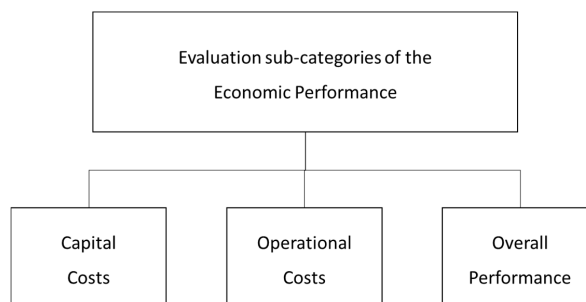 Evaluation sub-categories of the
Economic Performance
Capital
Costs
Operational
Costs
Overall
Performance